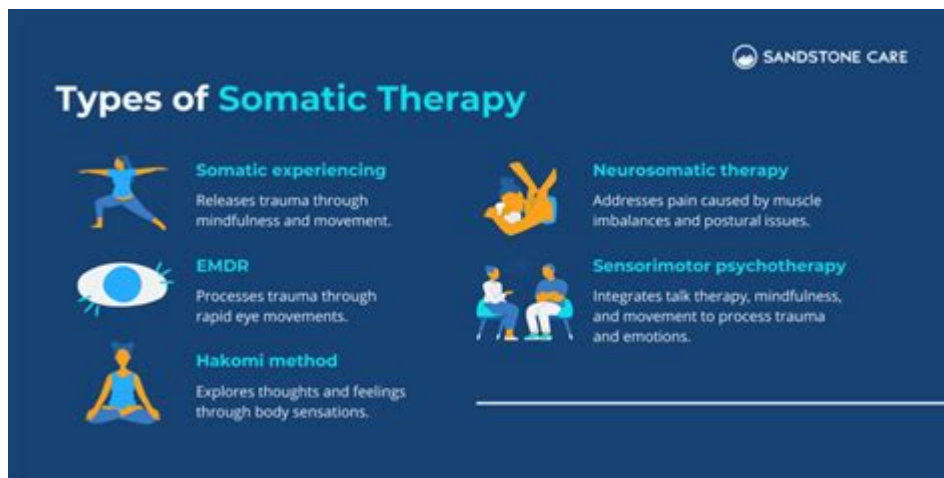 SANDSTONE CARE
Types of Somatic Therapy
Somatic experiencing
Releases trauma through
mindfulness and movement.
EMDR
Processes trauma through
rapid eye movements.
Hakomi method
Explores thoughts and feelings
through body sensations.
Neurosomatic therapy
Addresses pain caused by muscle
imbalances and postural issues.
Sensorimotor psychotherapy
Integrates talk therapy, mindfulness,
and movement to process trauma
and emotions.